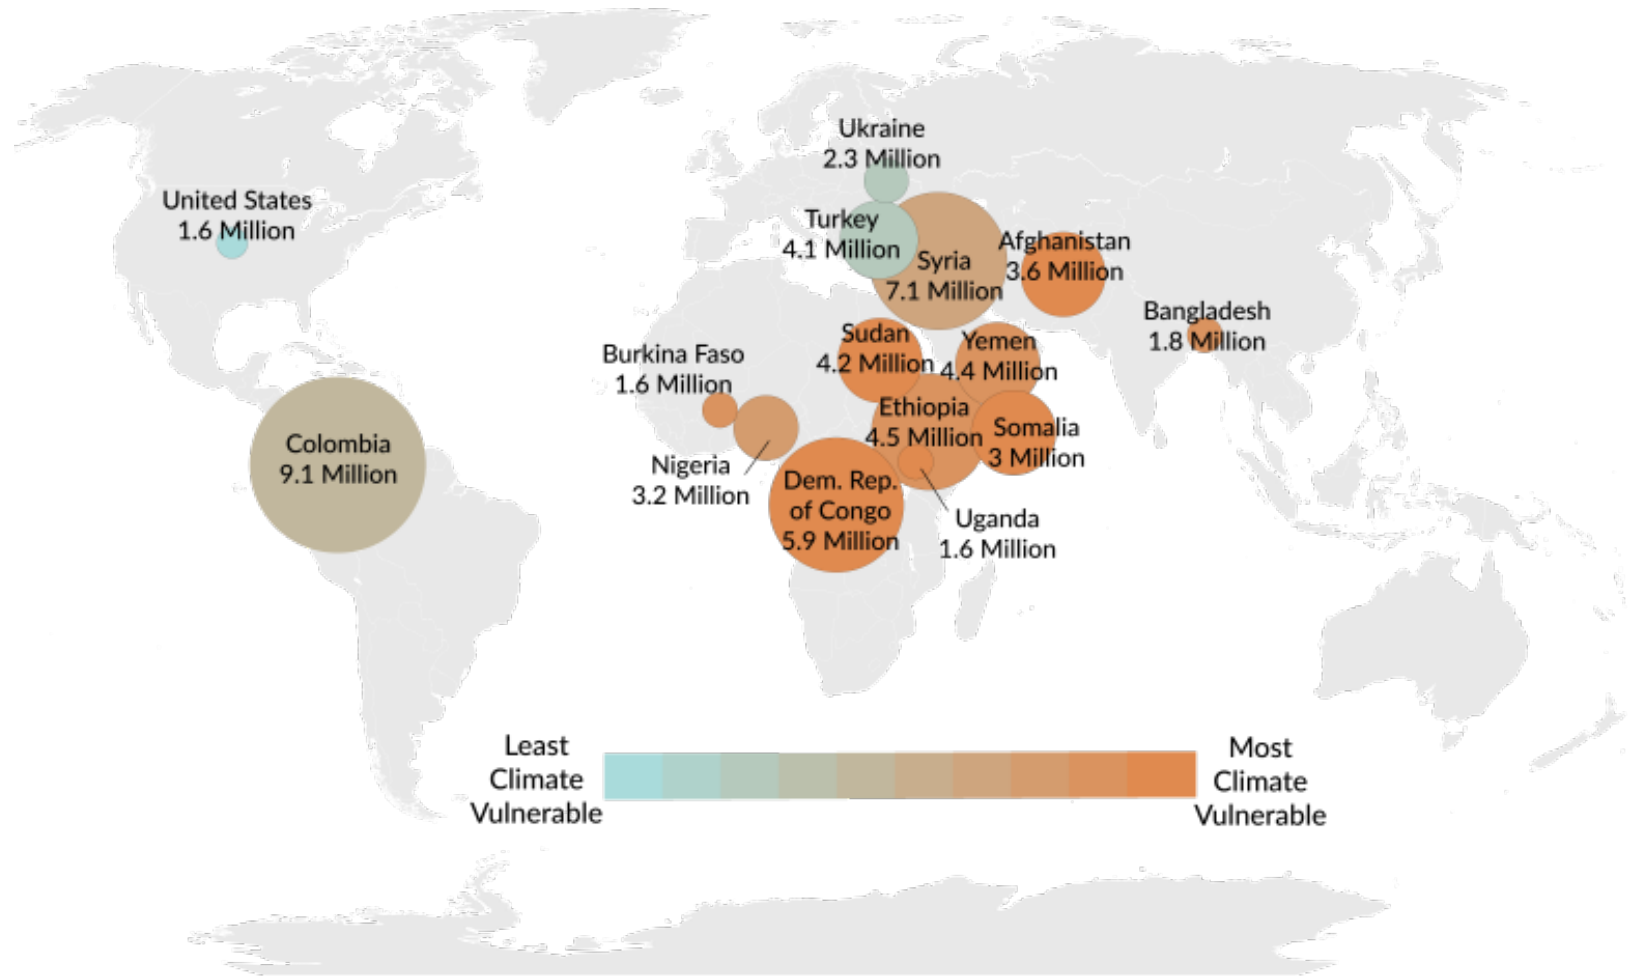 Ukraine
2.3 Million
United States
1.6 Million
Turkey
4.1 Million
Syria
7.1 Million
Afghanistan
3.6 Million
Bangladesh
1.8 Million
Sudan
4.2 Million
Yemen
4.4 Million
Burkina Faso
1.6 Million
Ethiopia
4.5 Million
Somalia
3 Million
Colombia
9.1 Million
Nigeria
3.2 Million
Dem. Rep.
of Congo
5.9 Million
Uganda
1.6 Million
Least
Climate
Vulnerable
Most
Climate
Vulnerable